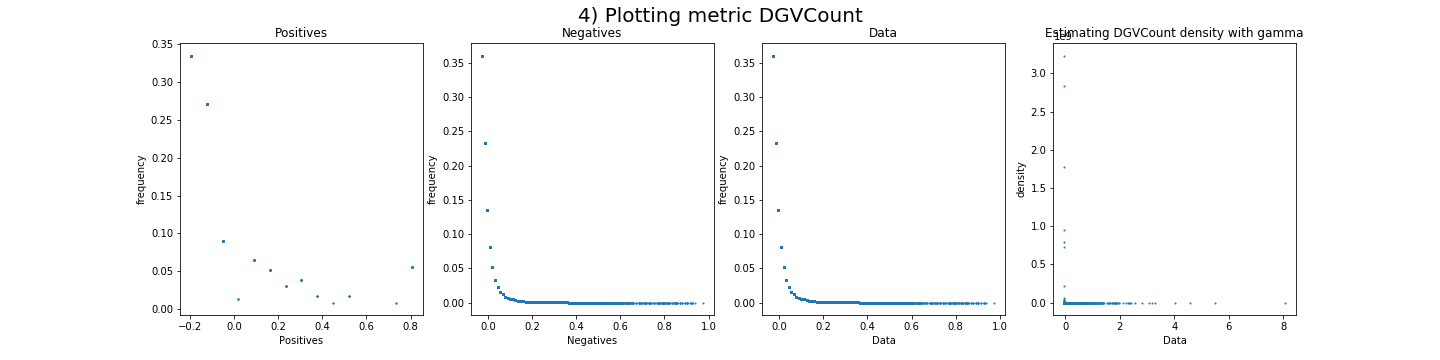 4) Plotting metric DGVCount
Positives
0.35
0.30
0.25
0.20
0.15
0.10
0.05
0.00
frequency
−0.2 0.0 0.2 0.4 0.6 0.8
Positives
Negatives
0.35
0.30
0.25
0.20
0.15
0.10
0.05
0.00
frequency
0.0 0.2 0.4 0.6 0.8 1.0
Negatives
Data
0.35
0.30
0.25
0.20
0.15
0.10
0.05
0.00
frequency
0.0 0.2 0.4 0.6 0.8 1.0
Data
Estimating DGVCount density with gamma
1e9
3.0
2.5
2.0
1.5
1.0
0.5
0.0
density
0 2 4 6 8
Data